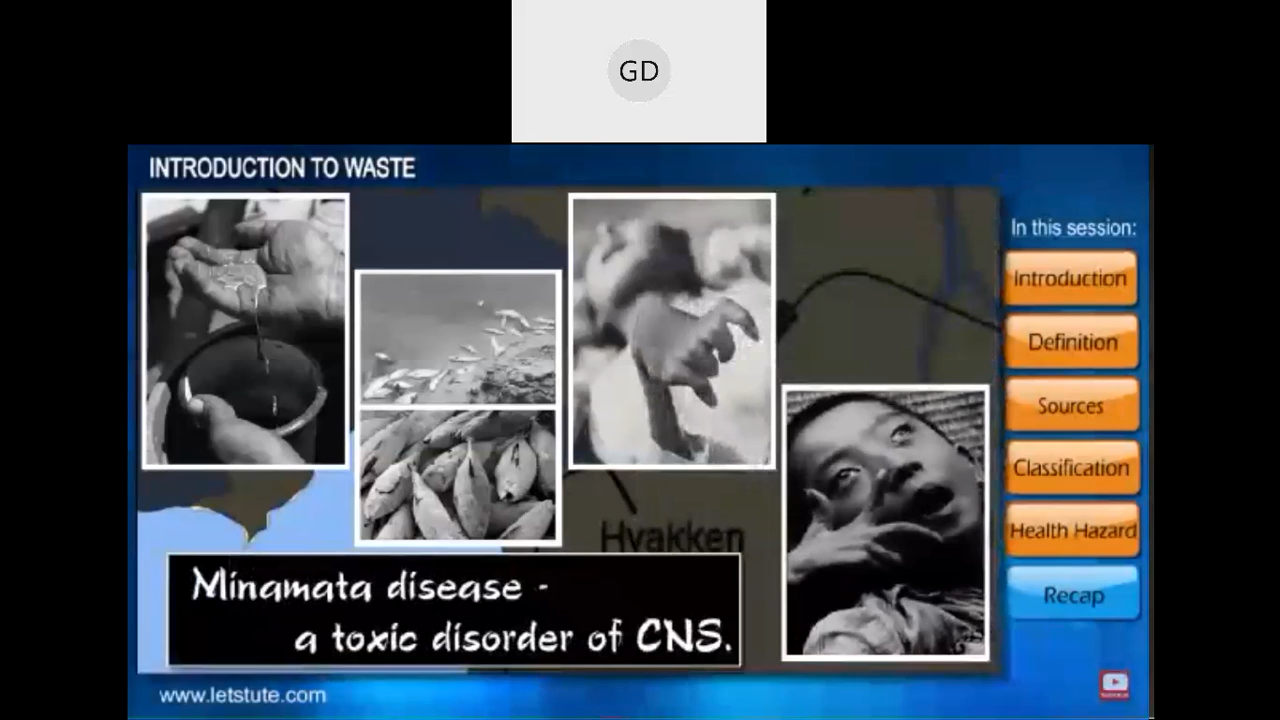 GD
INTRODUCTION TO WASTE
In this session:
Introduction
Definition
Sources
Classification
Health Hazard
Recap
Hyakken
Minamata disease -
a toxic disorder of CNS.
www.letstute.com